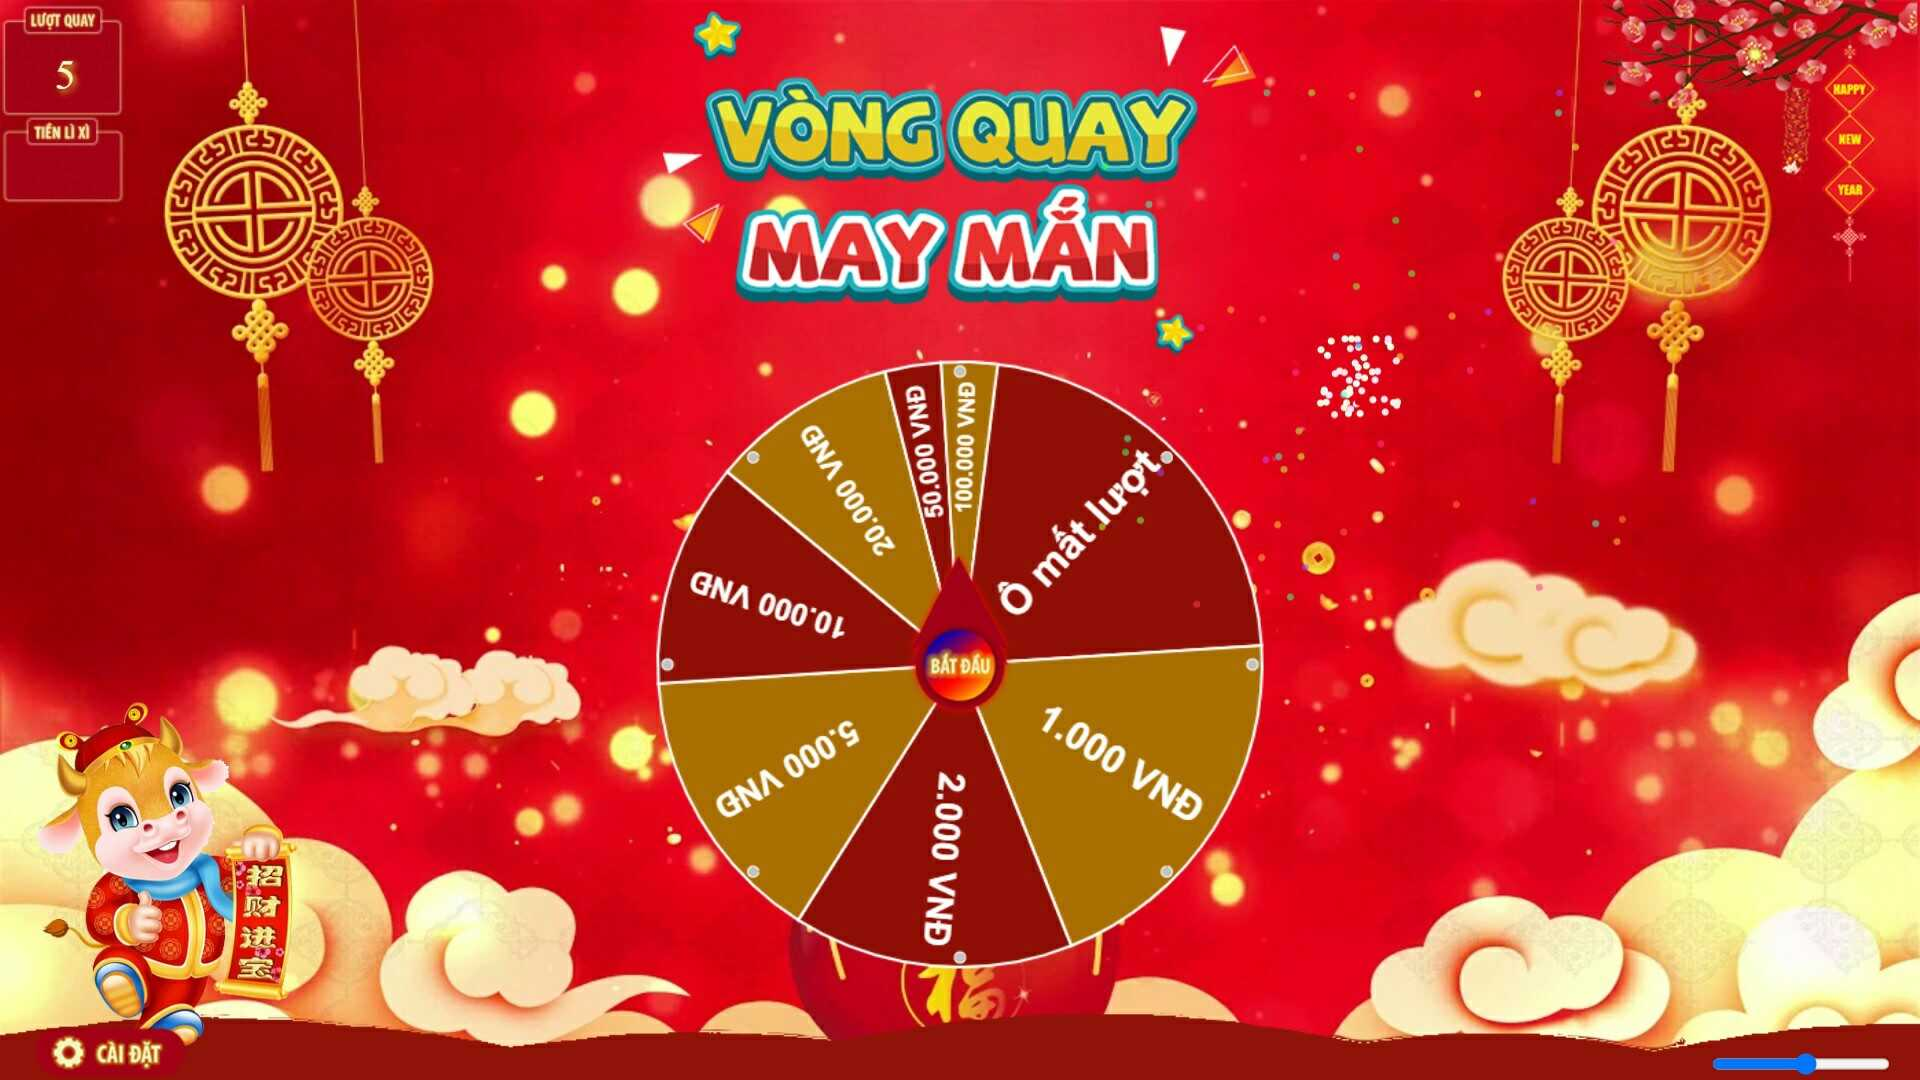 LƯỢT QUAY
5
TIỀN LÌ XÌ
VÒNG QUAY
MAY MẮN
HAPPY
NEW
YEAR
100.000 VNĐ
Ô mất lượt
1.000 VNĐ
2.000 VNĐ
5.000 VNĐ
10.000 VNĐ
20.000 VNĐ
50.000 VNĐ
BẮT ĐẦU
招
财
进
宝
福
CÀI ĐẶT